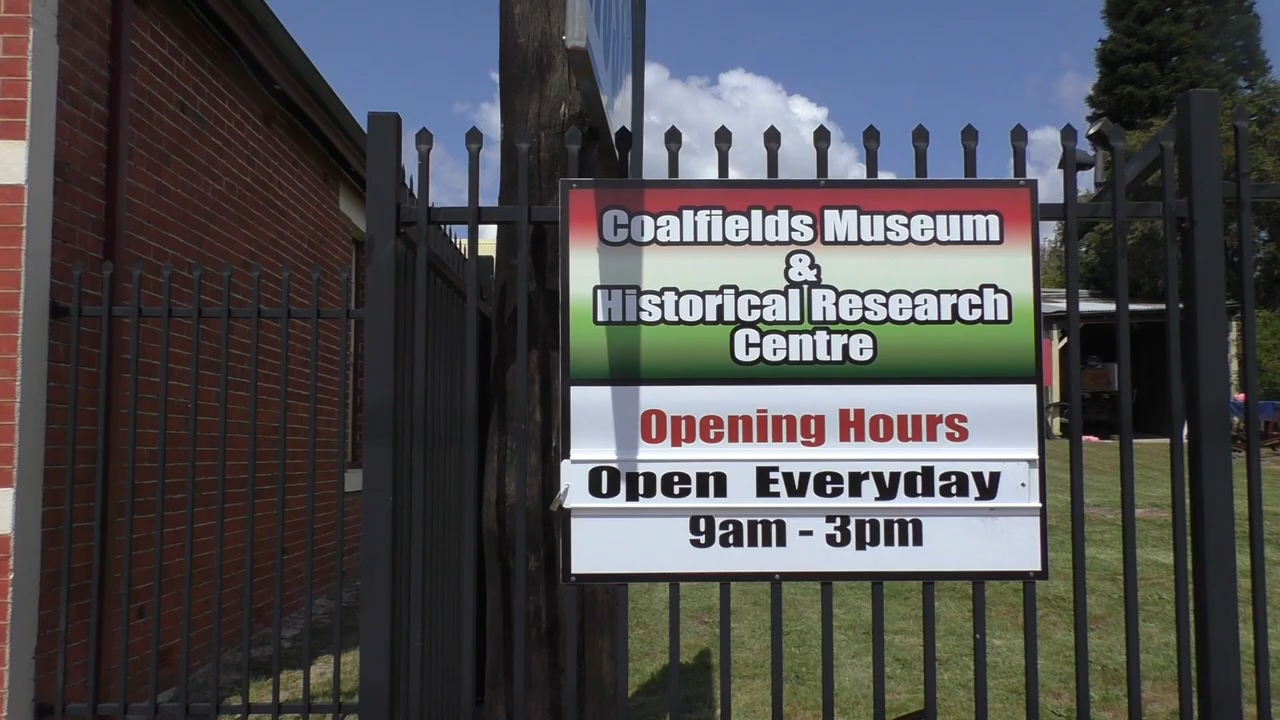 Coalfields Museum
&
Historical Research
Centre
Opening Hours
Open Everyday
9am - 3pm